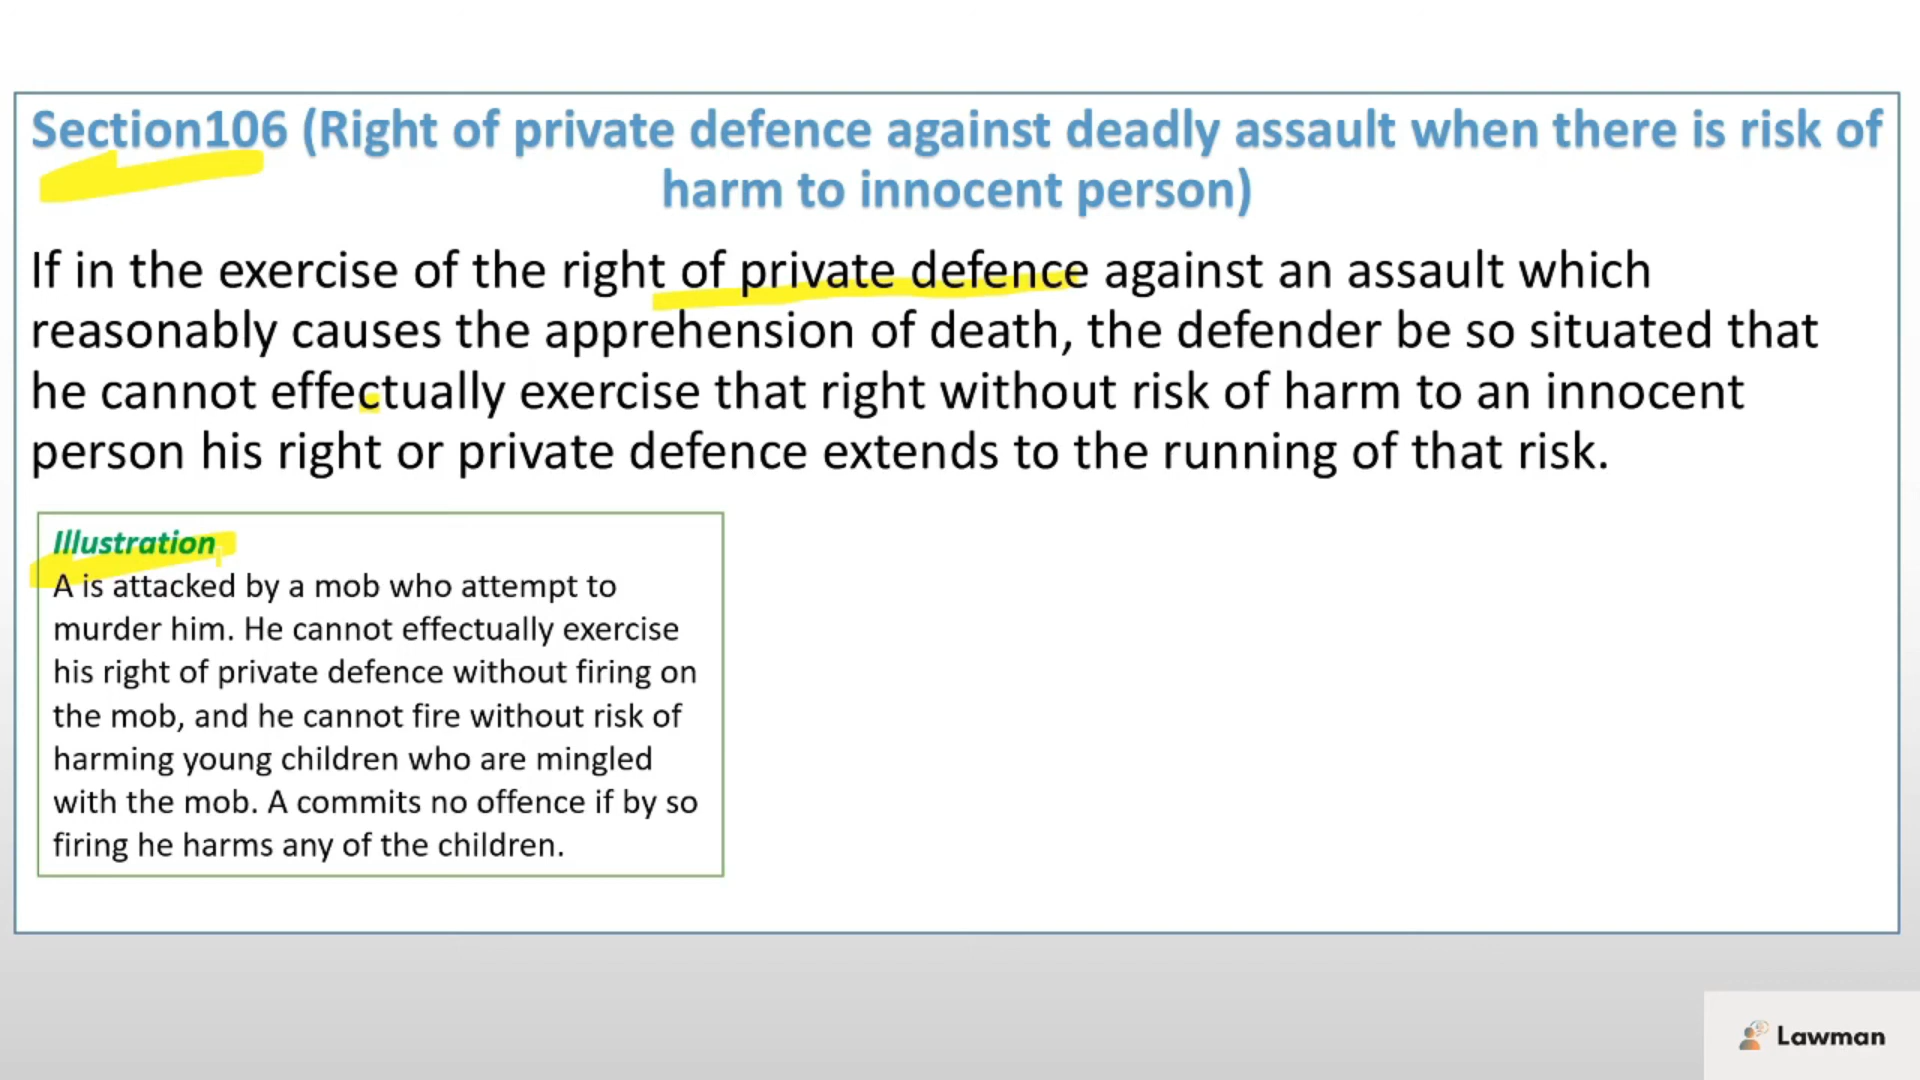 Section106 (Right of private defence against deadly assault when there is risk of
harm to innocent person)
If in the exercise of the right of private defence against an assault which
reasonably causes the apprehension of death, the defender be so situated that
he cannot effectually exercise that right without risk of harm to an innocent
person his right or private defence extends to the running of that risk.
Illustration
A is attacked by a mob who attempt to
murder him. He cannot effectually exercise
his right of private defence without firing on
the mob, and he cannot fire without risk of
harming young children who are mingled
with the mob. A commits no offence if by so
firing he harms any of the children.
Lawman